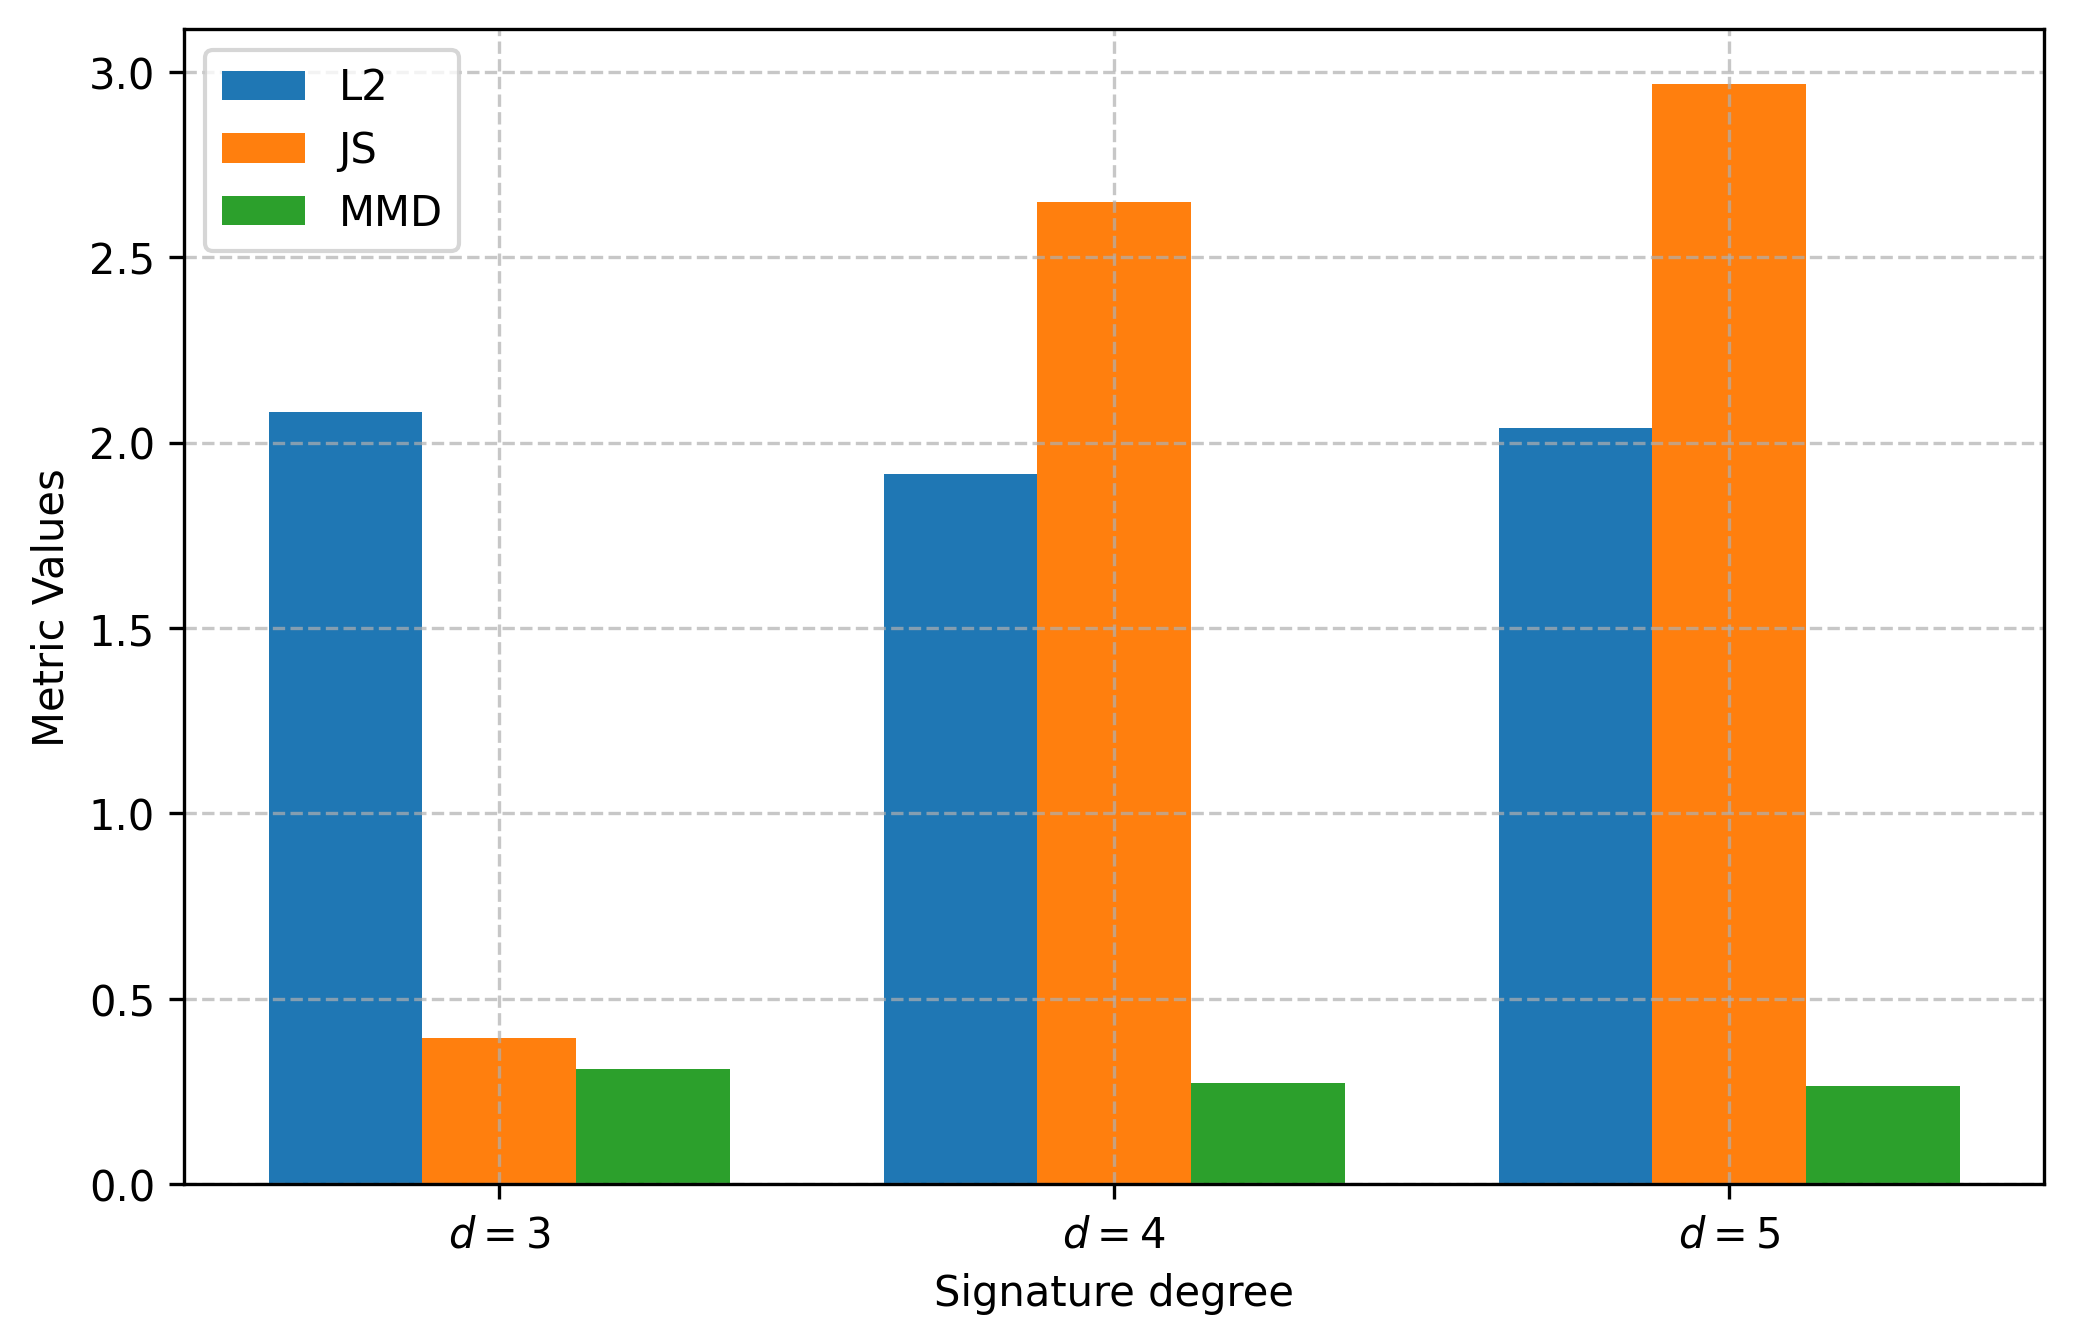 3.0
2.5
2.0
1.5
1.0
0.5
0.0
Metric Values
L2
JS
MMD
d = 3
d = 4
d = 5
Signature degree